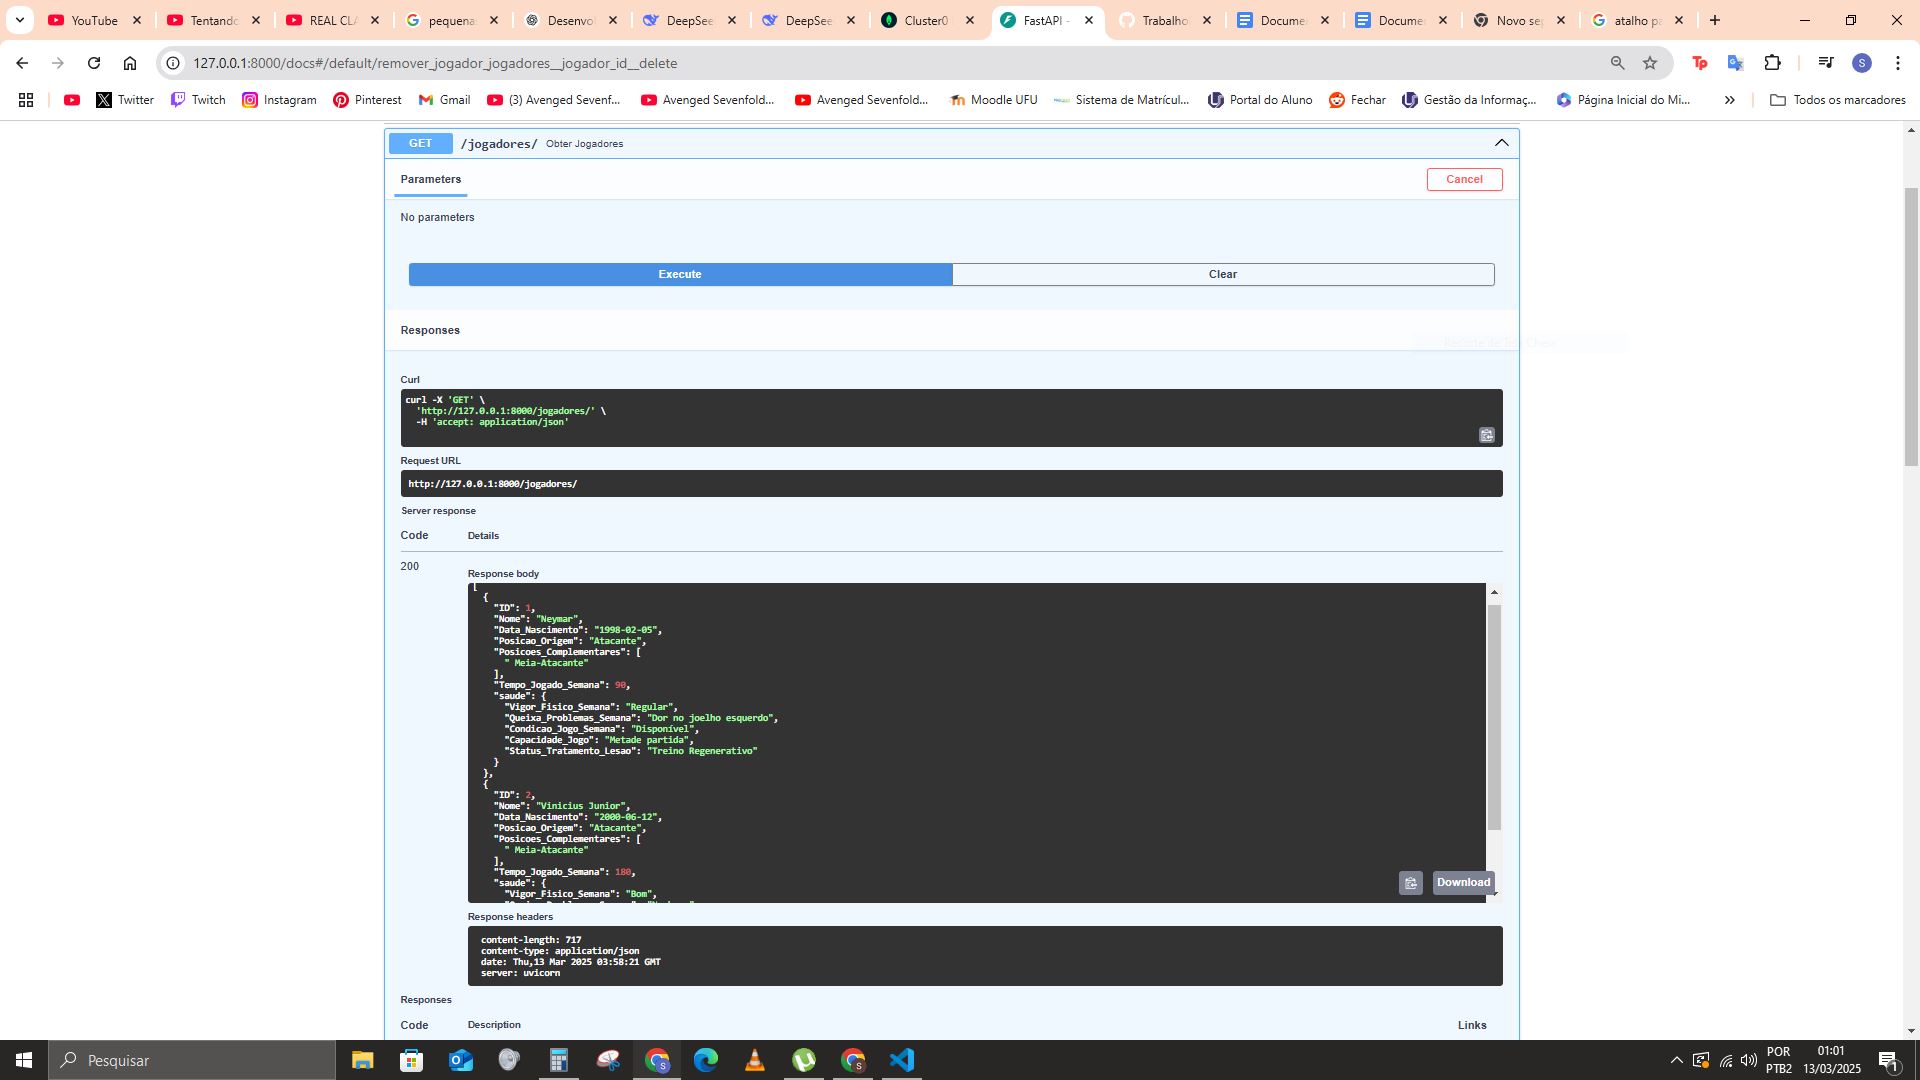 YouTube
Tentando
REAL CLA
pequena
Desenvol
DeepSee
DeepSee
Cluster0
FastAPI -
Trabalho
Docume
Docume
Novo se
atalho pa
127.0.0.1:8000/docs#/default/remover_jogador_jogadores__jogador_id__delete
Twitter
Twitch
Instagram
Pinterest
Gmail
(3) Avenged Sevenf...
Avenged Sevenfold...
Avenged Sevenfold...
Moodle UFU
Sistema de Matrícul...
Portal do Aluno
Fechar
Gestão da Informaç...
Página Inicial do Mi...
Todos os marcadores
GET /jogadores/ Obter Jogadores
Parameters
Cancel
No parameters
Execute
Clear
Responses
Curl
curl -X 'GET' \
'http://127.0.0.1:8000/jogadores/' \
-H 'accept: application/json'
Request URL
http://127.0.0.1:8000/jogadores/
Server response
Code Details
200
Response body
[
{
"ID": 1,
"Nome": "Neymar",
"Data_Nascimento": "1998-02-05",
"Posicao_Origem": "Atacante",
"Posicoes_Complementares": [
" Meia-Atacante"
],
"Tempo_Jogado_Semana": 90,
"saude": {
"Vigor_Fisico_Semana": "Regular",
"Queixa_Problemas_Semana": "Dor no joelho esquerdo",
"Condicao_Jogo_Semana": "Disponível",
"Capacidade_Jogo": "Metade partida",
"Status_Tratamento_Lesao": "Treino Regenerativo"
}
},
{
"ID": 2,
"Nome": "Vinicius Junior",
"Data_Nascimento": "2000-06-12",
"Posicao_Origem": "Atacante",
"Posicoes_Complementares": [
" Meia-Atacante"
],
"Tempo_Jogado_Semana": 180,
"saude": {
"Vigor_Fisico_Semana": "Bom",
Download
Response headers
content-length: 717
content-type: application/json
date: Thu,13 Mar 2025 03:58:21 GMT
server: uvicorn
Responses
Code Description Links
Pesquisar
POR
PTB2
01:01
13/03/2025
1